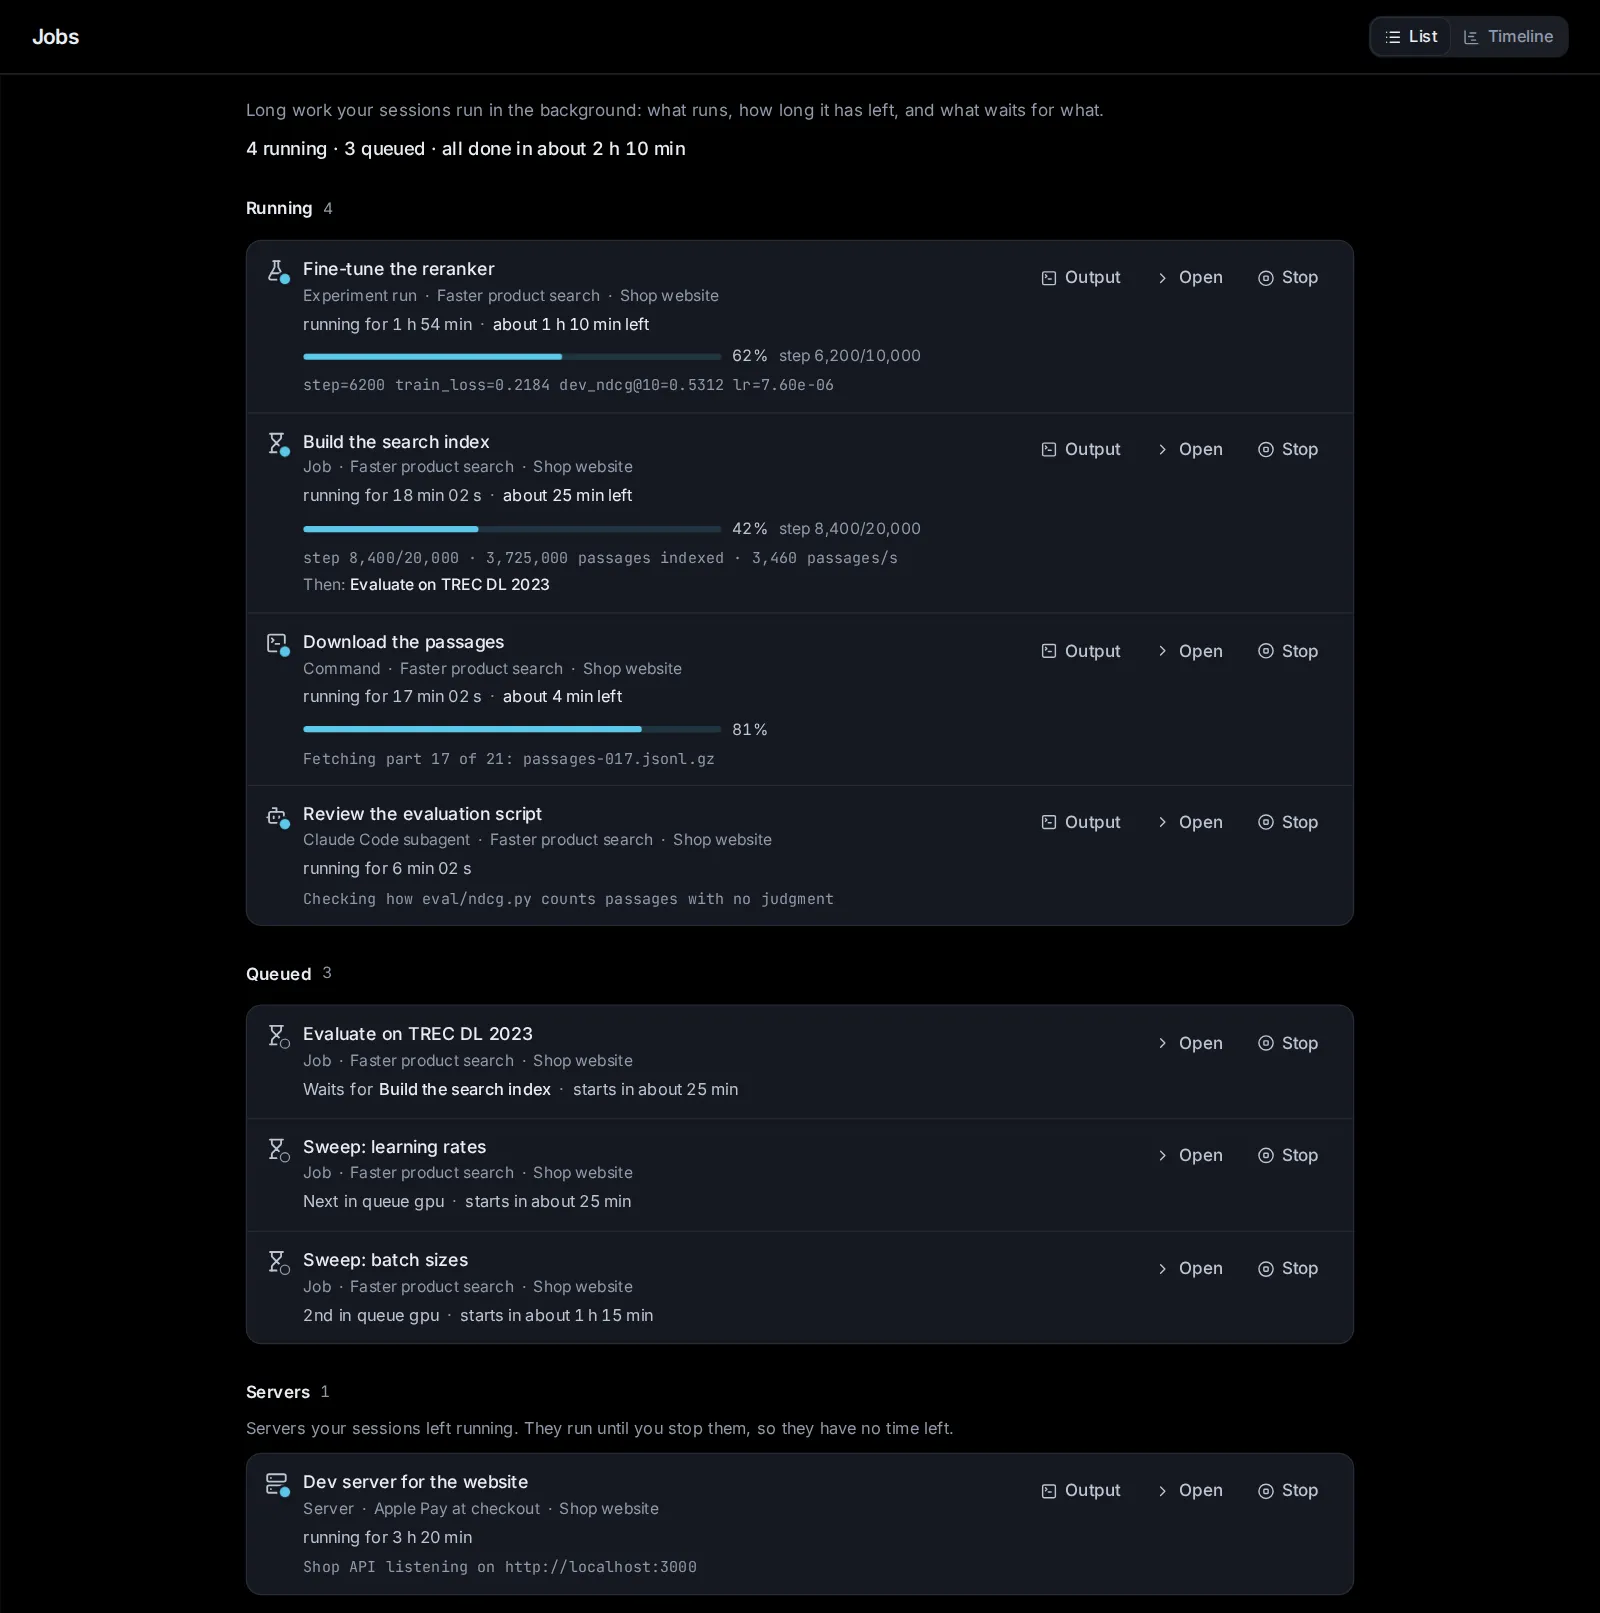 Jobs
List
Timeline
Long work your sessions run in the background: what runs, how long it has left, and what waits for what.
4 running · 3 queued · all done in about 2 h 10 min
Running 4
Fine-tune the reranker
Output
Open
Stop
Experiment run · Faster product search · Shop website
running for 1 h 54 min · about 1 h 10 min left
62% step 6,200/10,000
step=6200 train_loss=0.2184 dev_ndcg@10=0.5312 lr=7.60e-06
Build the search index
Output
Open
Stop
Job · Faster product search · Shop website
running for 18 min 02 s · about 25 min left
42% step 8,400/20,000
step 8,400/20,000 · 3,725,000 passages indexed · 3,460 passages/s
Then: Evaluate on TREC DL 2023
Download the passages
Output
Open
Stop
Command · Faster product search · Shop website
running for 17 min 02 s · about 4 min left
81%
Fetching part 17 of 21: passages-017.jsonl.gz
Review the evaluation script
Output
Open
Stop
Claude Code subagent · Faster product search · Shop website
running for 6 min 02 s
Checking how eval/ndcg.py counts passages with no judgment
Queued 3
Evaluate on TREC DL 2023
Open
Stop
Job · Faster product search · Shop website
Waits for Build the search index · starts in about 25 min
Sweep: learning rates
Open
Stop
Job · Faster product search · Shop website
Next in queue gpu · starts in about 25 min
Sweep: batch sizes
Open
Stop
Job · Faster product search · Shop website
2nd in queue gpu · starts in about 1 h 15 min
Servers 1
Servers your sessions left running. They run until you stop them, so they have no time left.
Dev server for the website
Output
Open
Stop
Server · Apple Pay at checkout · Shop website
running for 3 h 20 min
Shop API listening on http://localhost:3000